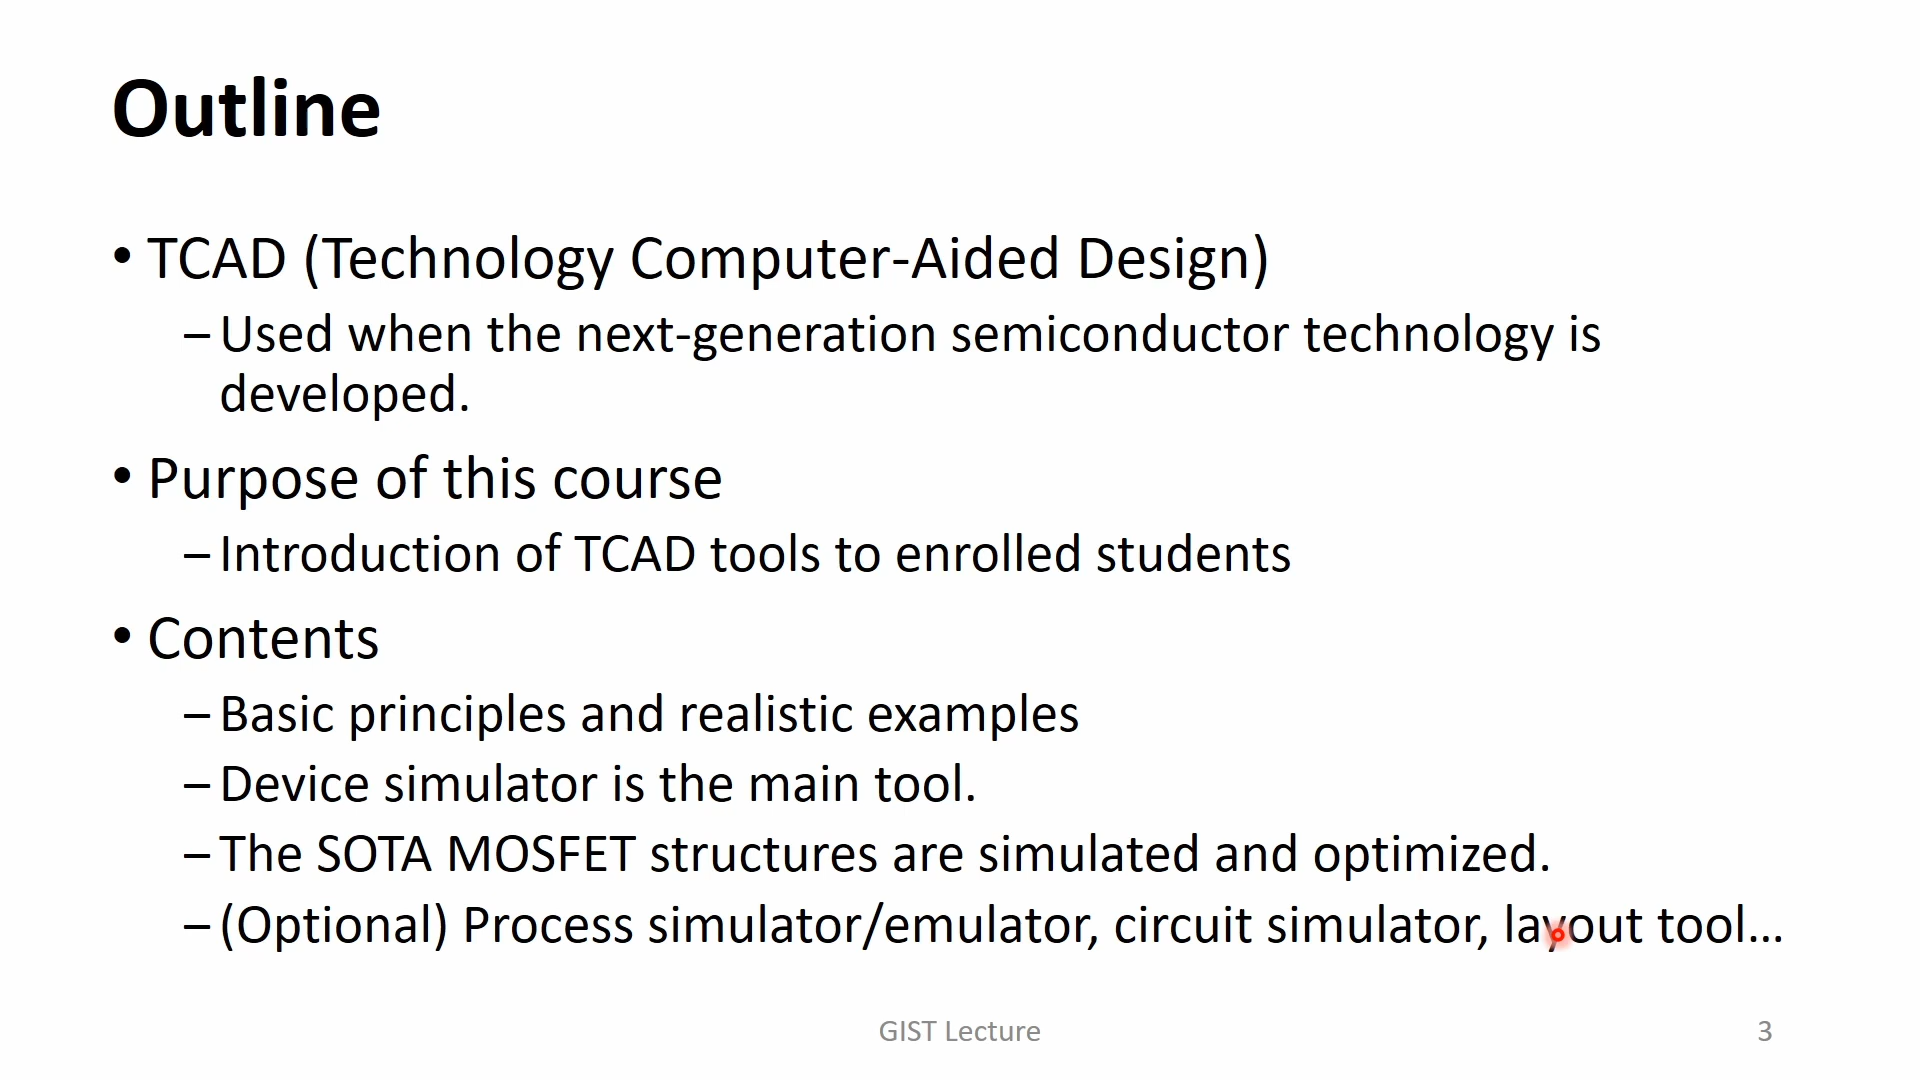 Outline
• TCAD (Technology Computer-Aided Design)
– Used when the next-generation semiconductor technology is
developed.
• Purpose of this course
– Introduction of TCAD tools to enrolled students
• Contents
– Basic principles and realistic examples
– Device simulator is the main tool.
– The SOTA MOSFET structures are simulated and optimized.
– (Optional) Process simulator/emulator, circuit simulator, layout tool…
GIST Lecture
3